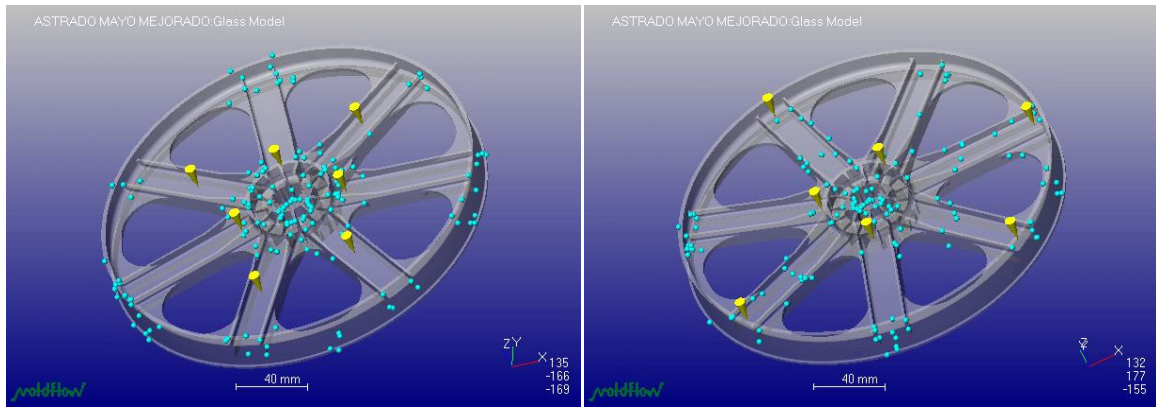 ASTRADO MAYO MEJORADO:Glass Model
Z Y
X
135
-166
-169
40 mm
moldflow
ASTRADO MAYO MEJORADO:Glass Model
Z
Y
X
132
177
-155
40 mm
moldflow